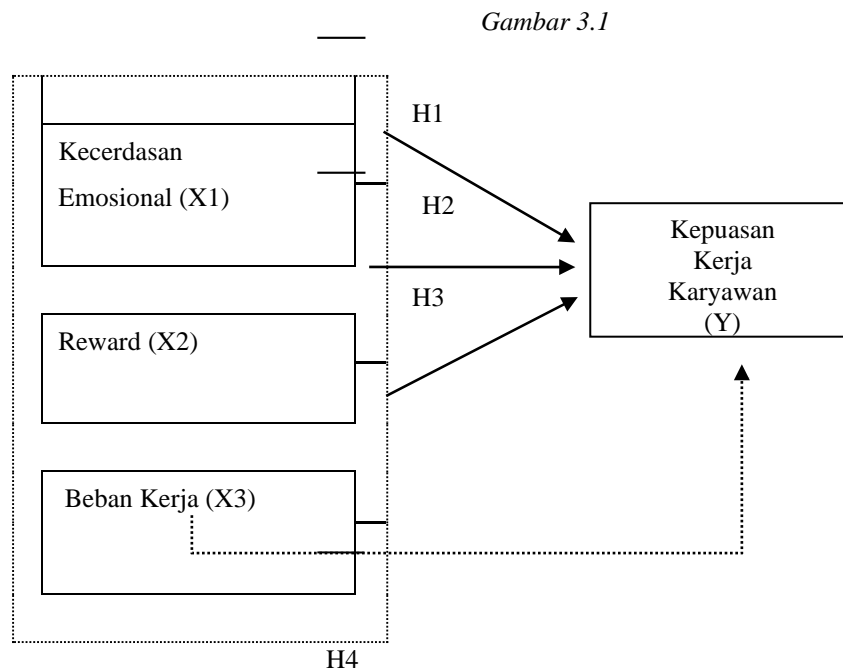 Gambar 3.1
H1
Kecerdasan
Emosional (X1)
H2
Kepuasan
Kerja
Karyawan
(Y)
H3
Reward (X2)
Beban Kerja (X3)
H4